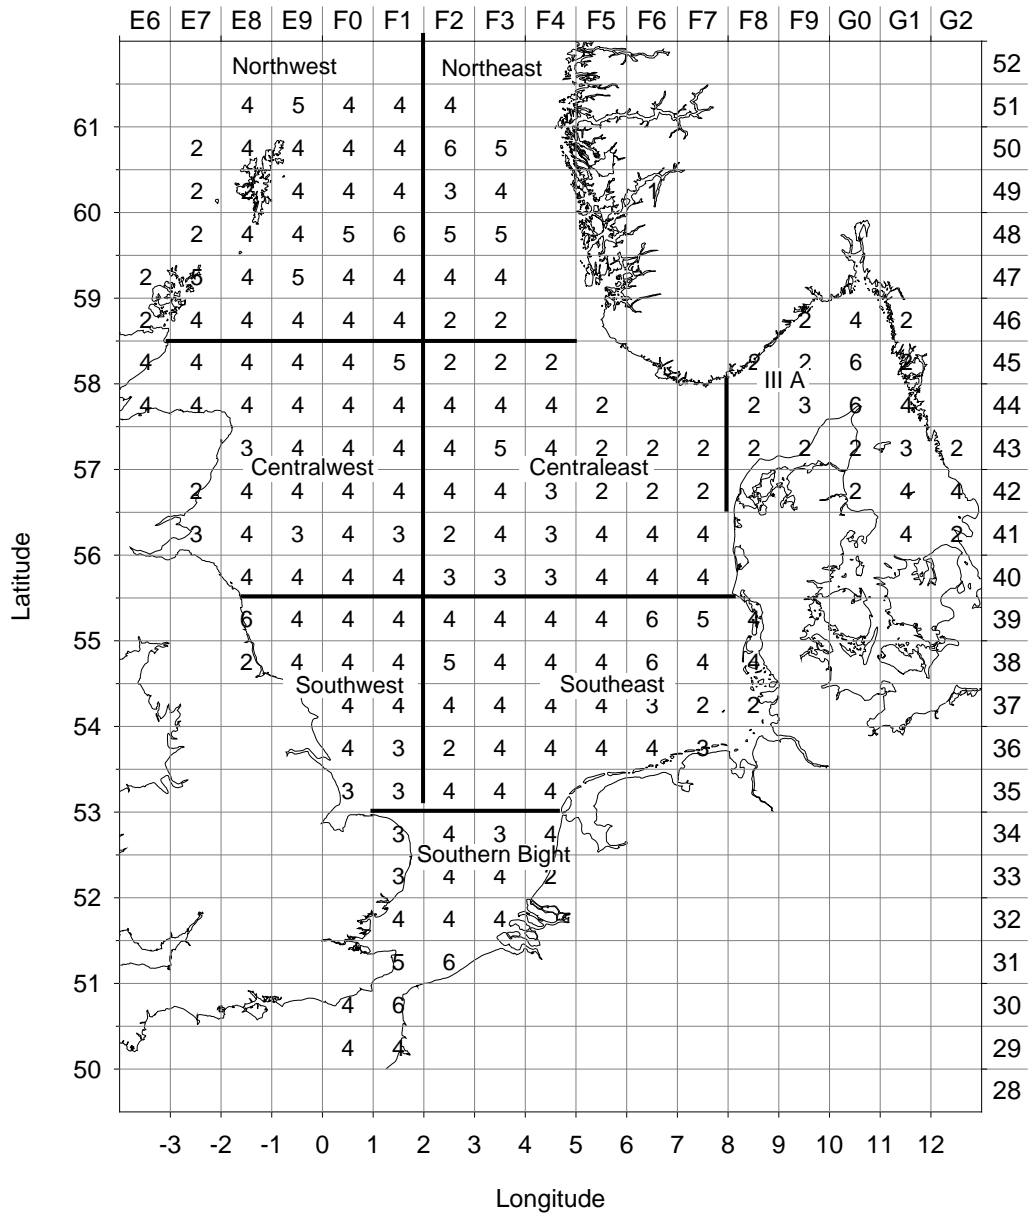 E6 E7 E8 E9 F0 F1 F2 F3 F4 F5 F6 F7 F8 F9 G0 G1 G2
Northwest Northeast 52
4 5 4 4 4 51
61
2 4 4 4 4 6 5 50
2 4 4 4 3 4 1 49
60
2 4 4 5 6 5 5 48
2 5 4 5 4 4 4 4 47
59
2 4 4 4 4 4 2 2 2 4 2 46
4 4 4 4 4 5 2 2 2 2 2 6 2 45
58
III A
4 4 4 4 4 4 4 4 4 2 2 3 6 4 44
3 4 4 4 4 5 4 2 2 2 2 2 2 3 2 43
57
Centralwest Centraleast
2 4 4 4 4 4 4 3 2 2 2 2 4 4 42
3 4 3 4 3 2 4 3 4 4 4 4 2 41
56
4 4 4 4 3 3 3 4 4 4 40
6 4 4 4 4 4 4 4 6 5 4 39
55
2 4 4 4 5 4 4 4 6 4 4 38
Southwest Southeast
4 4 4 4 4 4 3 2 2 37
54
4 3 2 4 4 4 4 3 36
3 3 4 4 4 35
53
3 4 3 4 34
Southern Bight
3 4 4 2 33
52
4 4 4 32
5 6 31
51
4 6 30
4 4 29
50
28
-3 -2 -1 0 1 2 3 4 5 6 7 8 9 10 11 12
Longitude
Latitude